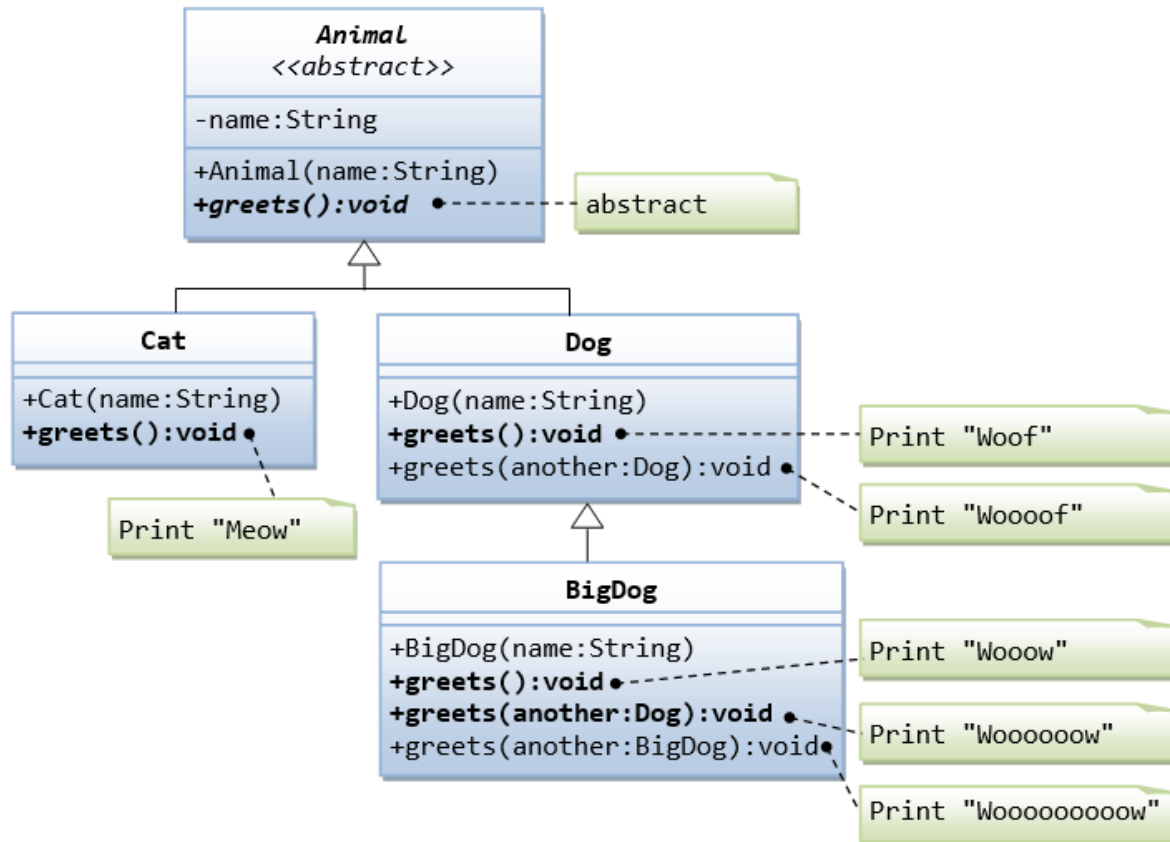 Animal
<<abstract>>
-name:String
+Animal(name:String)
+greets():void
abstract
Cat
+Cat(name:String)
+greets():void
Print "Meow"
Dog
+Dog(name:String)
+greets():void
+greets(another:Dog):void
Print "Woof"
Print "Woooof"
BigDog
+BigDog(name:String)
+greets():void
+greets(another:Dog):void
+greets(another:BigDog):void
Print "Wooow"
Print "Woooooow"
Print "Wooooooooow"